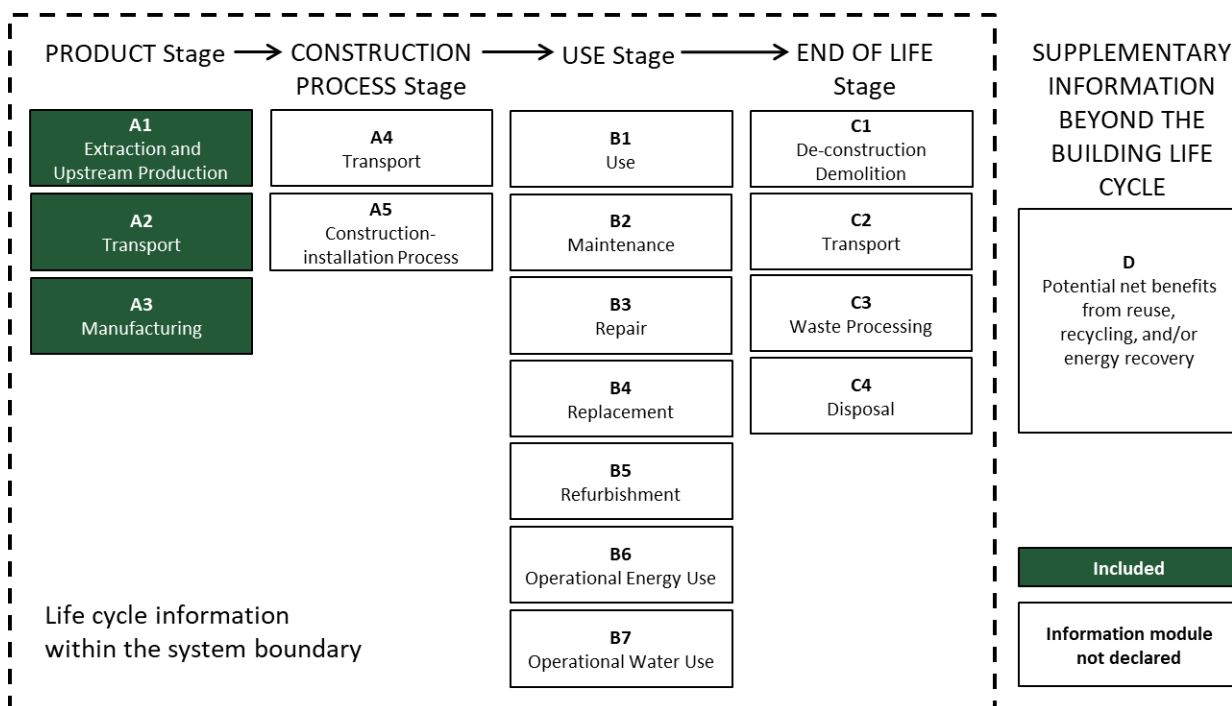 PRODUCT Stage
CONSTRUCTION
PROCESS Stage
USE Stage
END OF LIFE
Stage
SUPPLEMENTARY
INFORMATION
BEYOND THE
BUILDING LIFE
CYCLE
A1
Extraction and
Upstream Production
A2
Transport
A3
Manufacturing
A4
Transport
A5
Construction-
installation Process
B1
Use
B2
Maintenance
B3
Repair
B4
Replacement
B5
Refurbishment
B6
Operational Energy Use
B7
Operational Water Use
C1
De-construction
Demolition
C2
Transport
C3
Waste Processing
C4
Disposal
D
Potential net benefits
from reuse,
recycling, and/or
energy recovery
Included
Information module
not declared
Life cycle information
within the system boundary